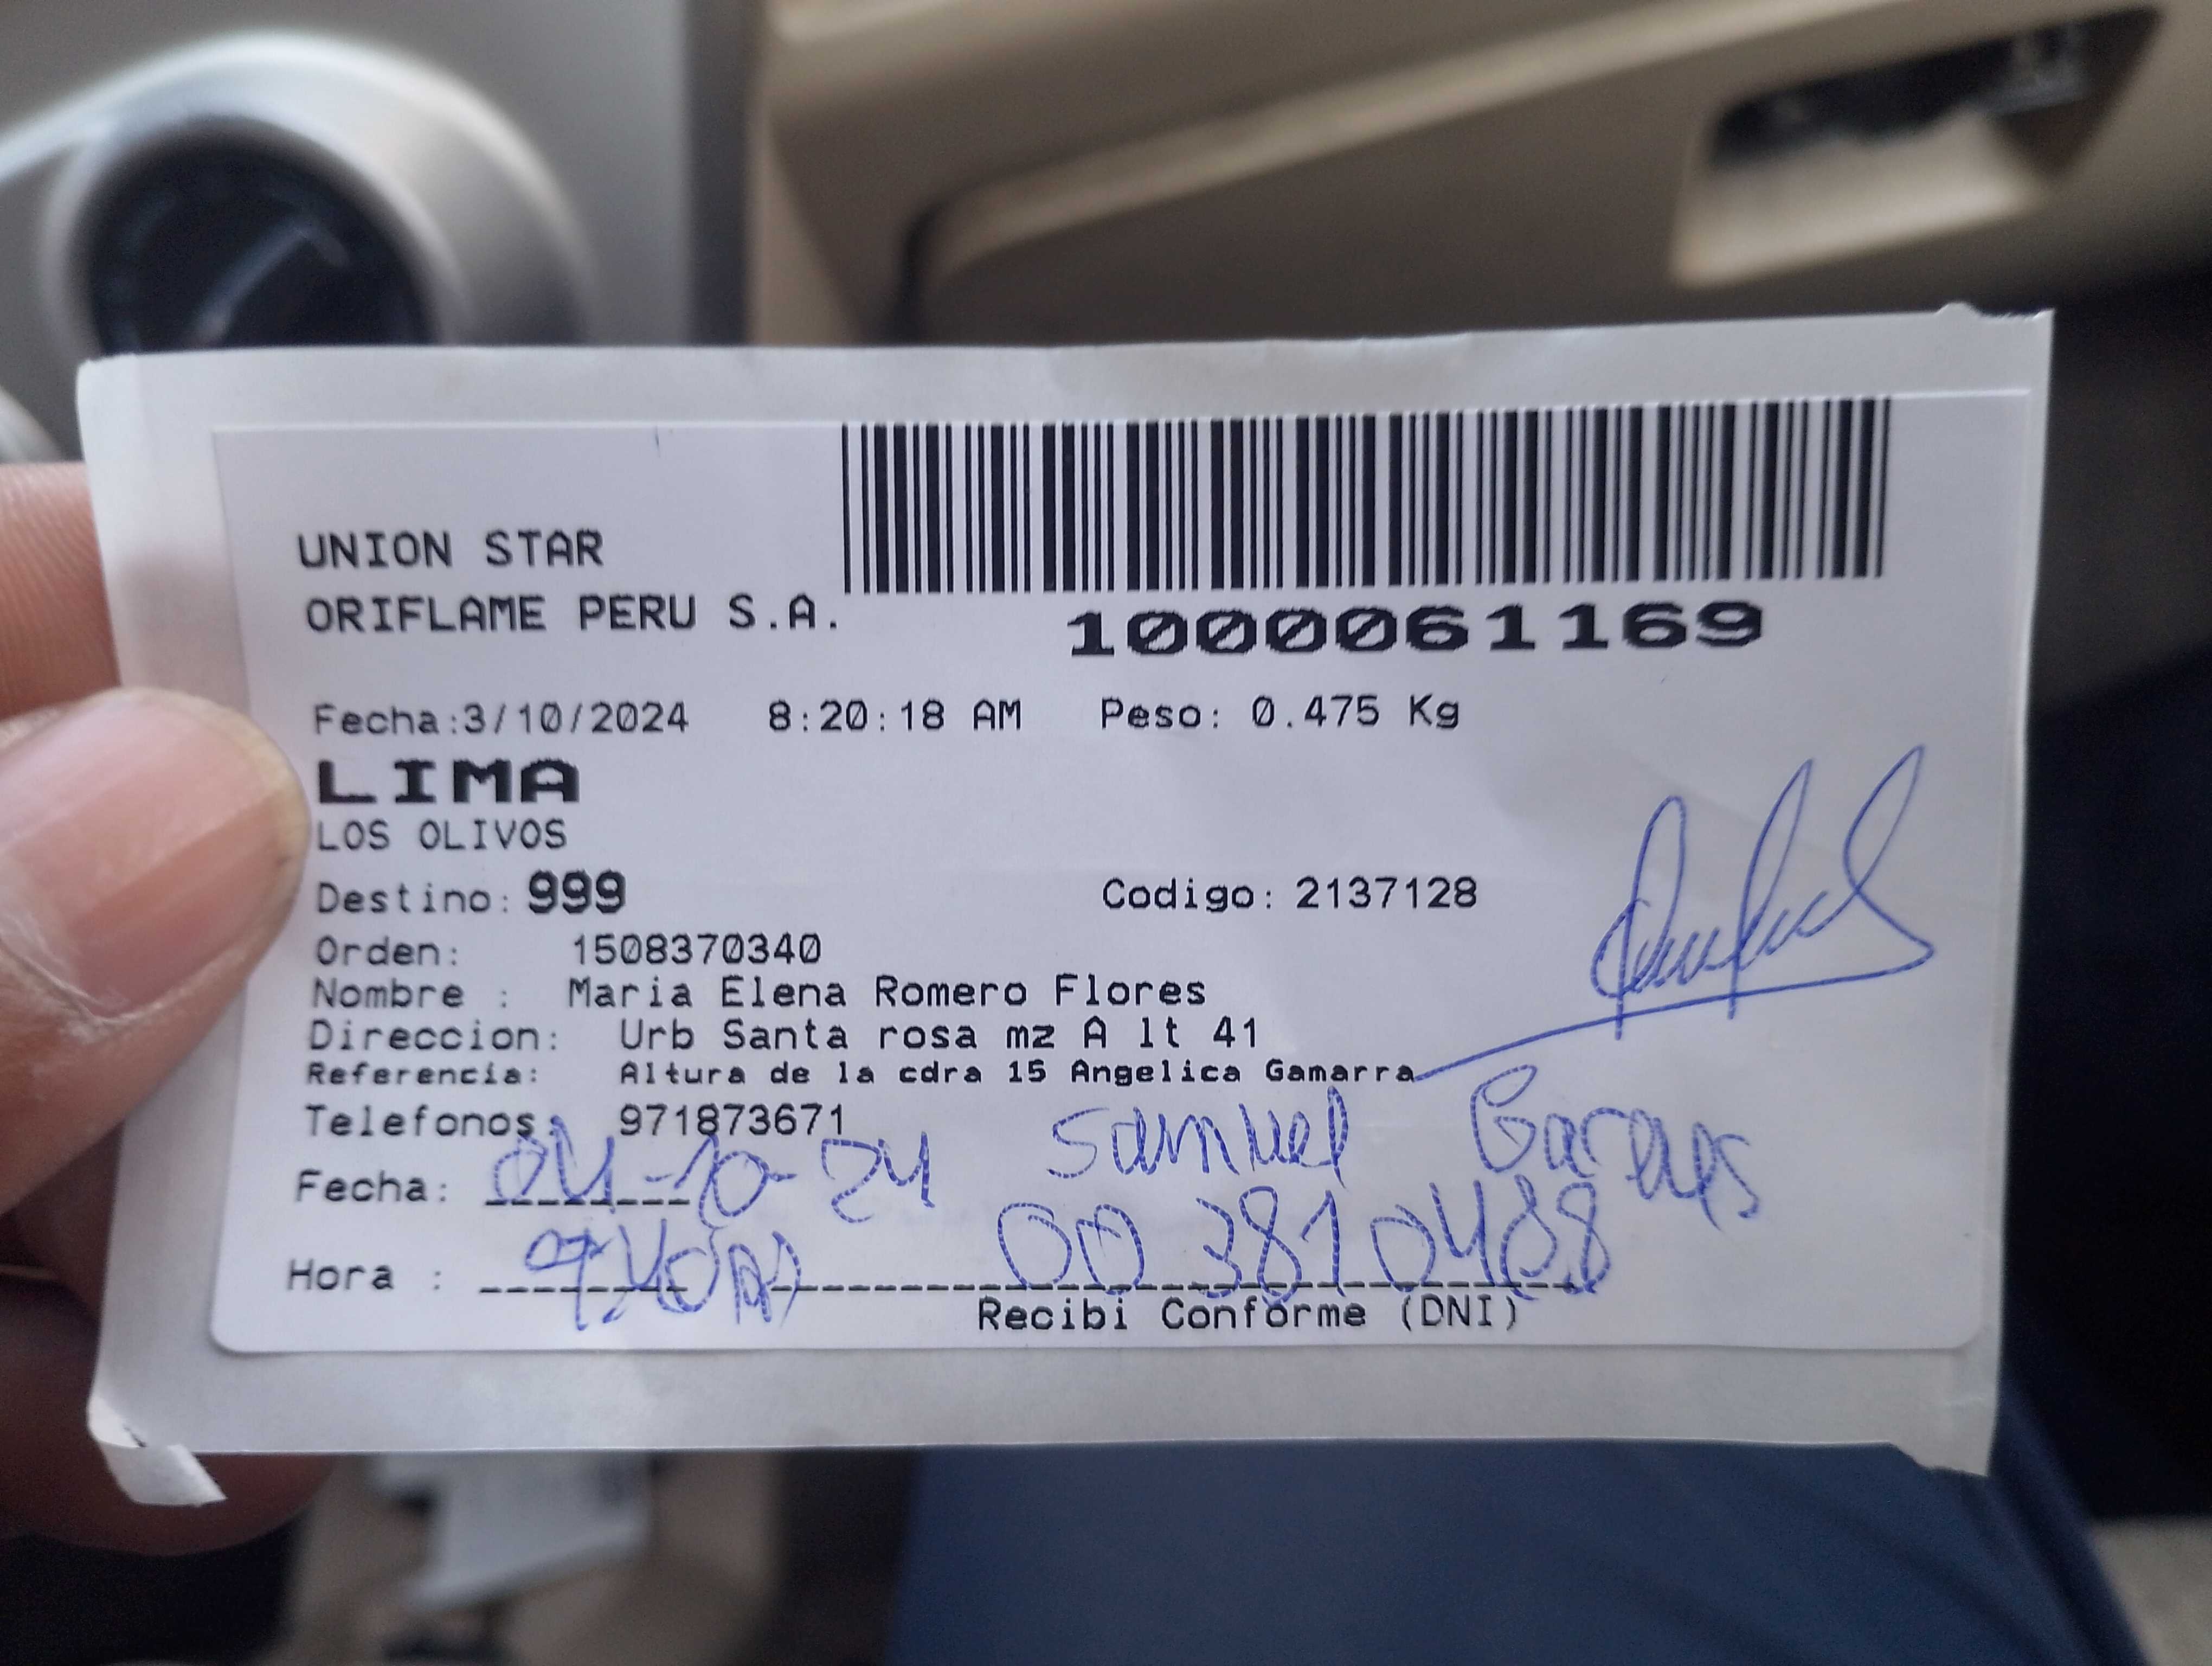 UNION STAR
ORIFLAME PERU S.A.
1000061169
Fecha:3/10/2024 8:20:18 AM Peso: 0.475 Kg
LIMA
LOS OLIVOS
Destino: 999 Codigo: 2137128
Orden: 1508370340
Nombre : Maria Elena Romero Flores
Direccion: Urb Santa rosa mz A lt 41
Referencia: Altura de la cdra 15 Angelica Gamarra
Telefonos: 971873671
Samuel
Fecha: 04-10-24
Hora : 00 3810488
Recibi Conforme (DNI)